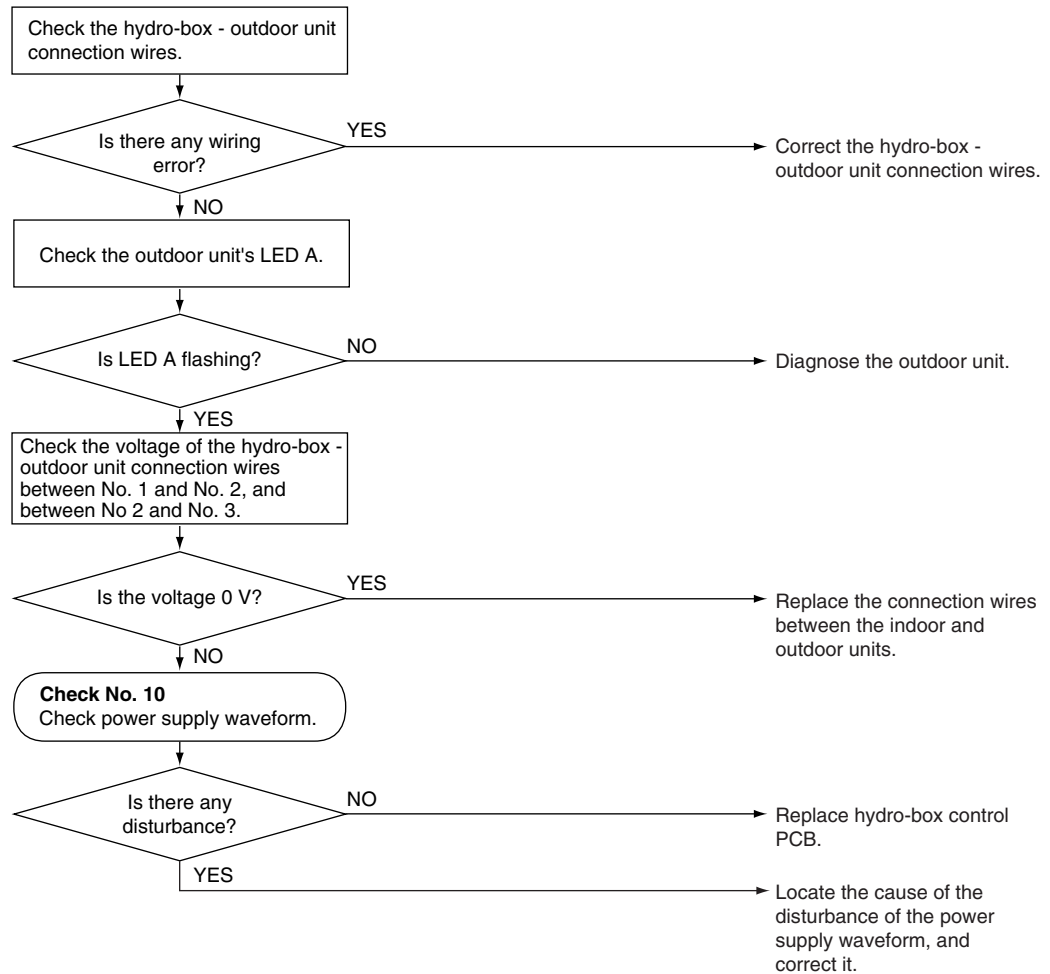 Check the hydro-box - outdoor unit
connection wires.
Is there any wiring
error?
YES
Correct the hydro-box -
outdoor unit connection wires.
NO
Check the outdoor unit's LED A.
Is LED A flashing?
NO
Diagnose the outdoor unit.
YES
Check the voltage of the hydro-box -
outdoor unit connection wires
between No. 1 and No. 2, and
between No 2 and No. 3.
Is the voltage 0 V?
YES
Replace the connection wires
between the indoor and
outdoor units.
NO
Check No. 10
Check power supply waveform.
Is there any
disturbance?
NO
Replace hydro-box control
PCB.
YES
Locate the cause of the
disturbance of the power
supply waveform, and
correct it.